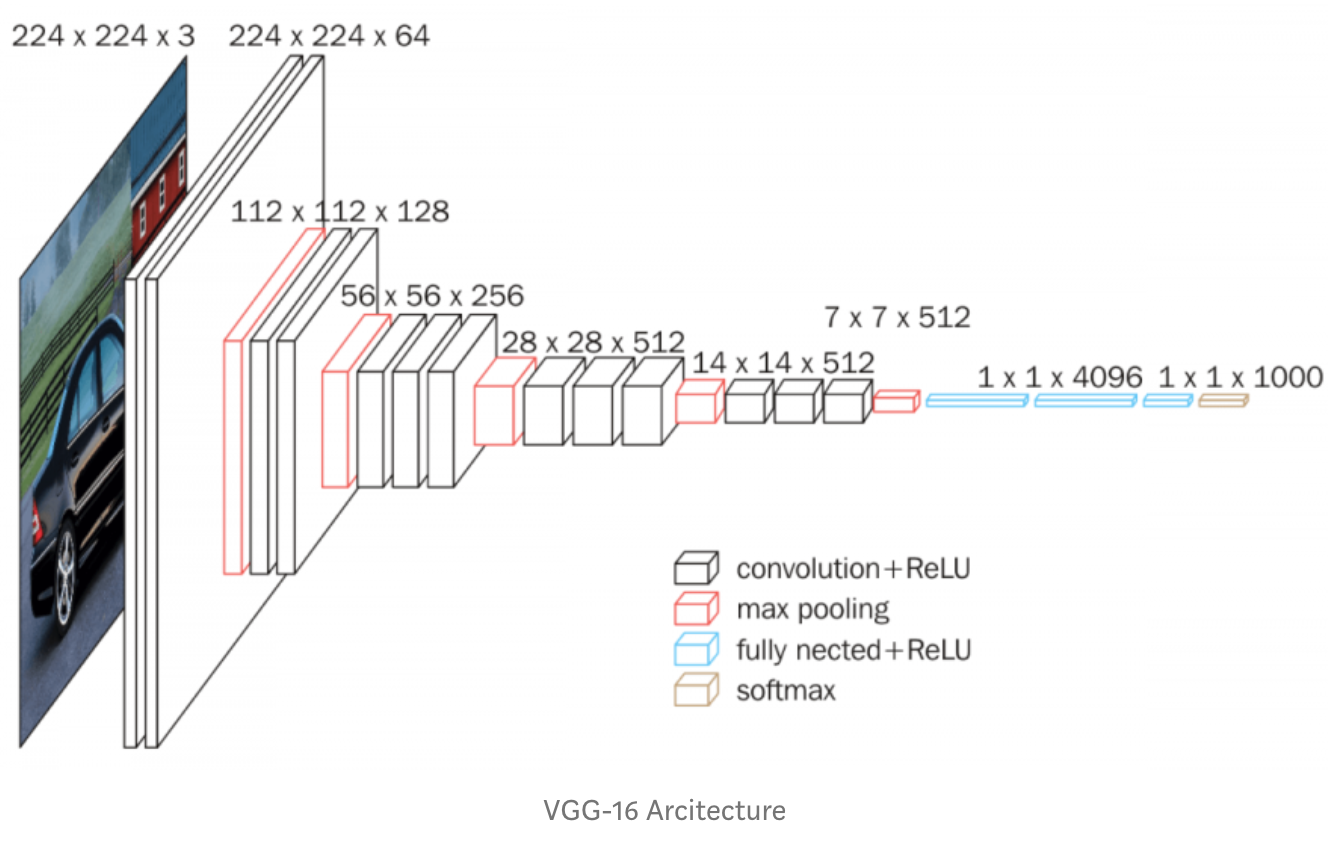 224 x 224 x 3
224 x 224 x 64
112 x 112 x 128
56 x 56 x 256
28 x 28 x 512
14 x 14 x 512
7 x 7 x 512
1 x 1 x 4096
1 x 1 x 1000
convolution+ReLU
max pooling
fully nected+ReLU
softmax
VGG-16 Arcitecture